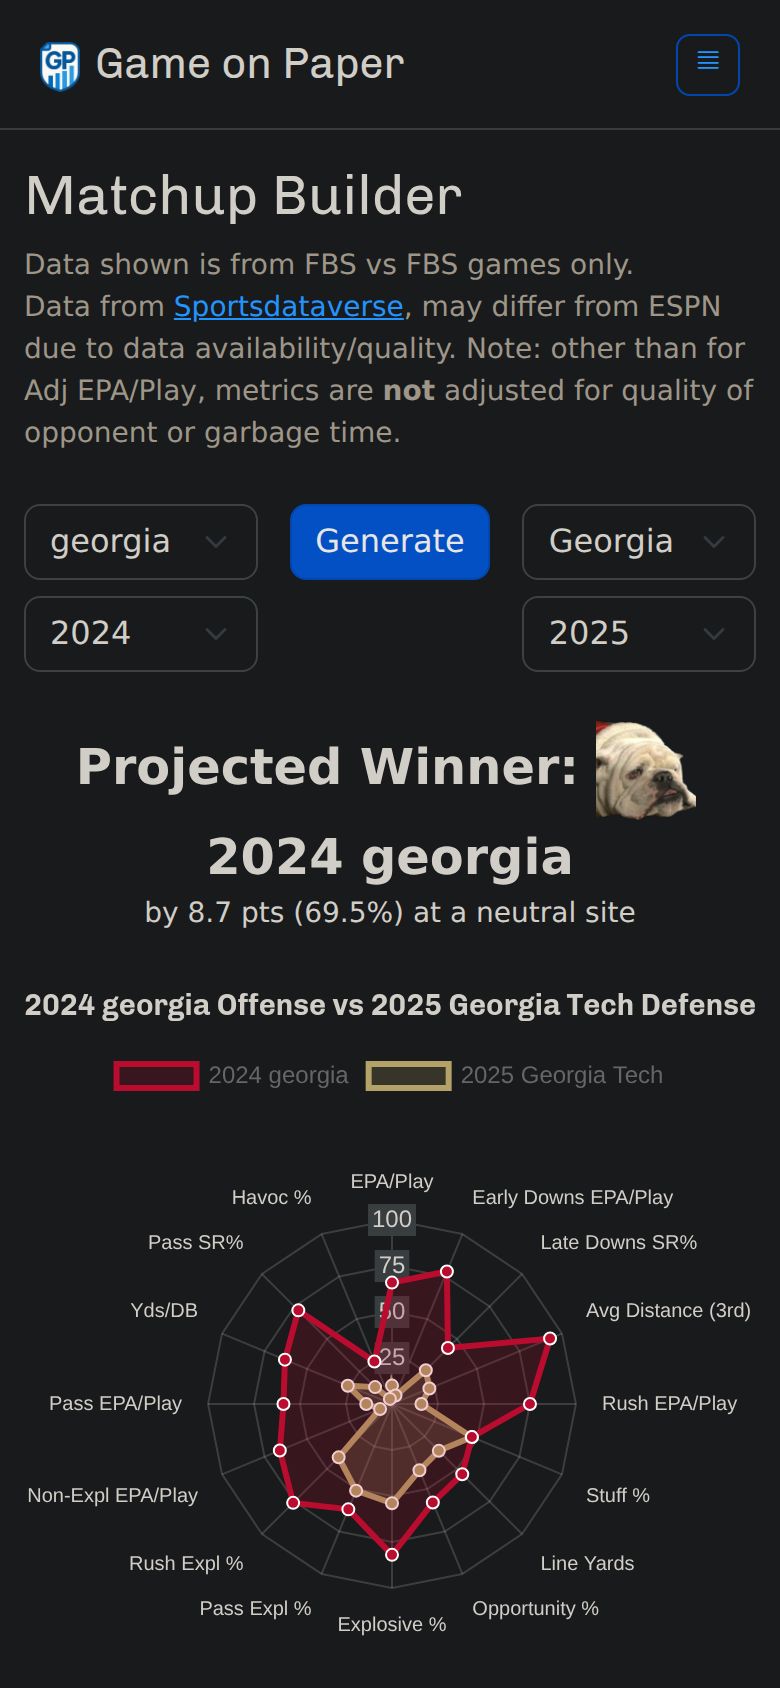 GP Game on Paper
Matchup Builder
Data shown is from FBS vs FBS games only.
Data from Sportsdataverse, may differ from ESPN
due to data availability/quality. Note: other than for
Adj EPA/Play, metrics are not adjusted for quality of
opponent or garbage time.
georgia Generate Georgia
2024 2025
Projected Winner:
2024 georgia
by 8.7 pts (69.5%) at a neutral site
2024 georgia Offense vs 2025 Georgia Tech Defense
2024 georgia 2025 Georgia Tech
EPA/Play
Havoc % Early Downs EPA/Play
100
Pass SR% Late Downs SR%
75
Yds/DB 50 Avg Distance (3rd)
25
Pass EPA/Play Rush EPA/Play
Non-Expl EPA/Play Stuff %
Rush Expl % Line Yards
Pass Expl % Opportunity %
Explosive %